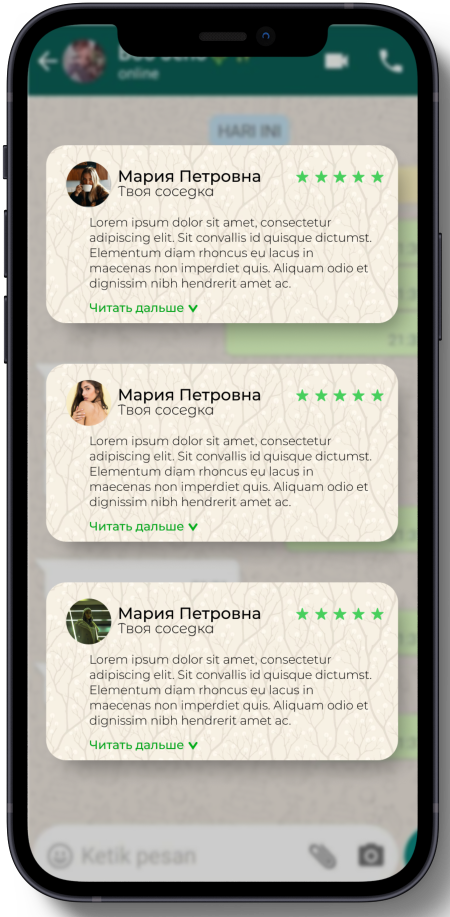 online
HARI INI
Мария Петровна
Твоя соседка
Lorem ipsum dolor sit amet, consectetur
adipiscing elit. Sit convallis id quisque dictumst.
Elementum diam rhoncus eu lacus in
maecenas non imperdiet quis. Aliquam odio et
dignissim nibh hendrerit amet ac.
Читать дальше
Мария Петровна
Твоя соседка
Lorem ipsum dolor sit amet, consectetur
adipiscing elit. Sit convallis id quisque dictumst.
Elementum diam rhoncus eu lacus in
maecenas non imperdiet quis. Aliquam odio et
dignissim nibh hendrerit amet ac.
Читать дальше
Мария Петровна
Твоя соседка
Lorem ipsum dolor sit amet, consectetur
adipiscing elit. Sit convallis id quisque dictumst.
Elementum diam rhoncus eu lacus in
maecenas non imperdiet quis. Aliquam odio et
dignissim nibh hendrerit amet ac.
Читать дальше
Ketik pesan